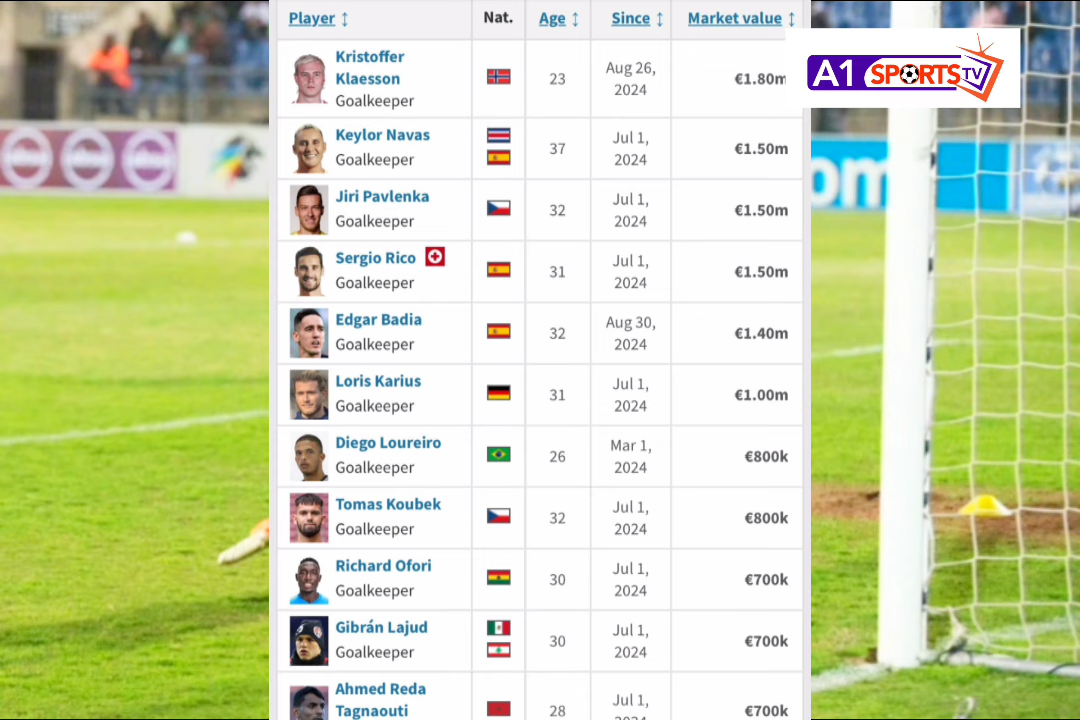 Player ↕ Nat. Age ↕ Since ↕ Market value ↕
A1 SPORTS TV
Kristoffer
Klaesson
Goalkeeper
23
Aug 26,
2024
€1.80m
Keylor Navas
Goalkeeper
37
Jul 1,
2024
€1.50m
Jiri Pavlenka
Goalkeeper
32
Jul 1,
2024
€1.50m
Sergio Rico
Goalkeeper
31
Jul 1,
2024
€1.50m
Edgar Badia
Goalkeeper
32
Aug 30,
2024
€1.40m
Loris Karius
Goalkeeper
31
Jul 1,
2024
€1.00m
Diego Loureiro
Goalkeeper
26
Mar 1,
2024
€800k
Tomas Koubek
Goalkeeper
32
Jul 1,
2024
€800k
Richard Ofori
Goalkeeper
30
Jul 1,
2024
€700k
Gibrán Lajud
Goalkeeper
30
Jul 1,
2024
€700k
Ahmed Reda
Tagnaouti
28
Jul 1,
2024
€700k
om